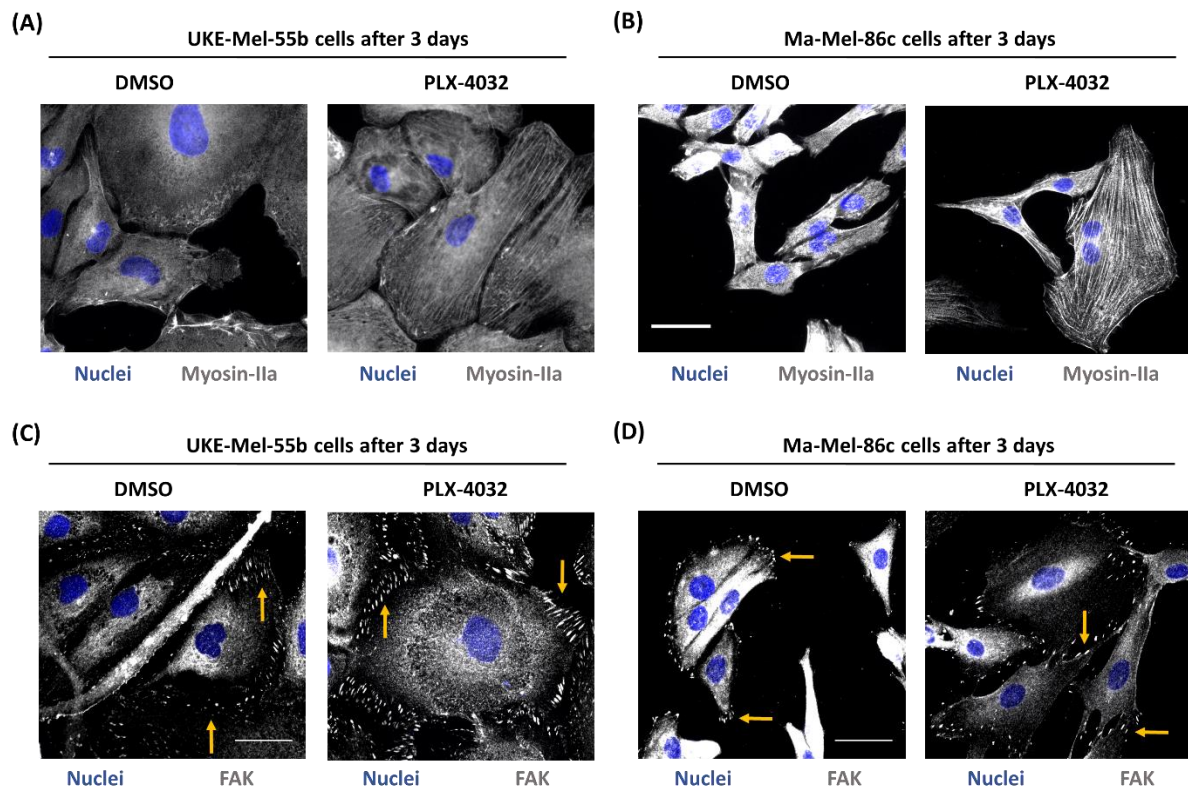 (A)
UKE-Mel-55b cells after 3 days
DMSO PLX-4032
Nuclei Myosin-IIa Nuclei Myosin-IIa
(B)
Ma-Mel-86c cells after 3 days
DMSO PLX-4032
Nuclei Myosin-IIa Nuclei Myosin-IIa
(C)
UKE-Mel-55b cells after 3 days
DMSO PLX-4032
Nuclei FAK Nuclei FAK
(D)
Ma-Mel-86c cells after 3 days
DMSO PLX-4032
Nuclei FAK Nuclei FAK